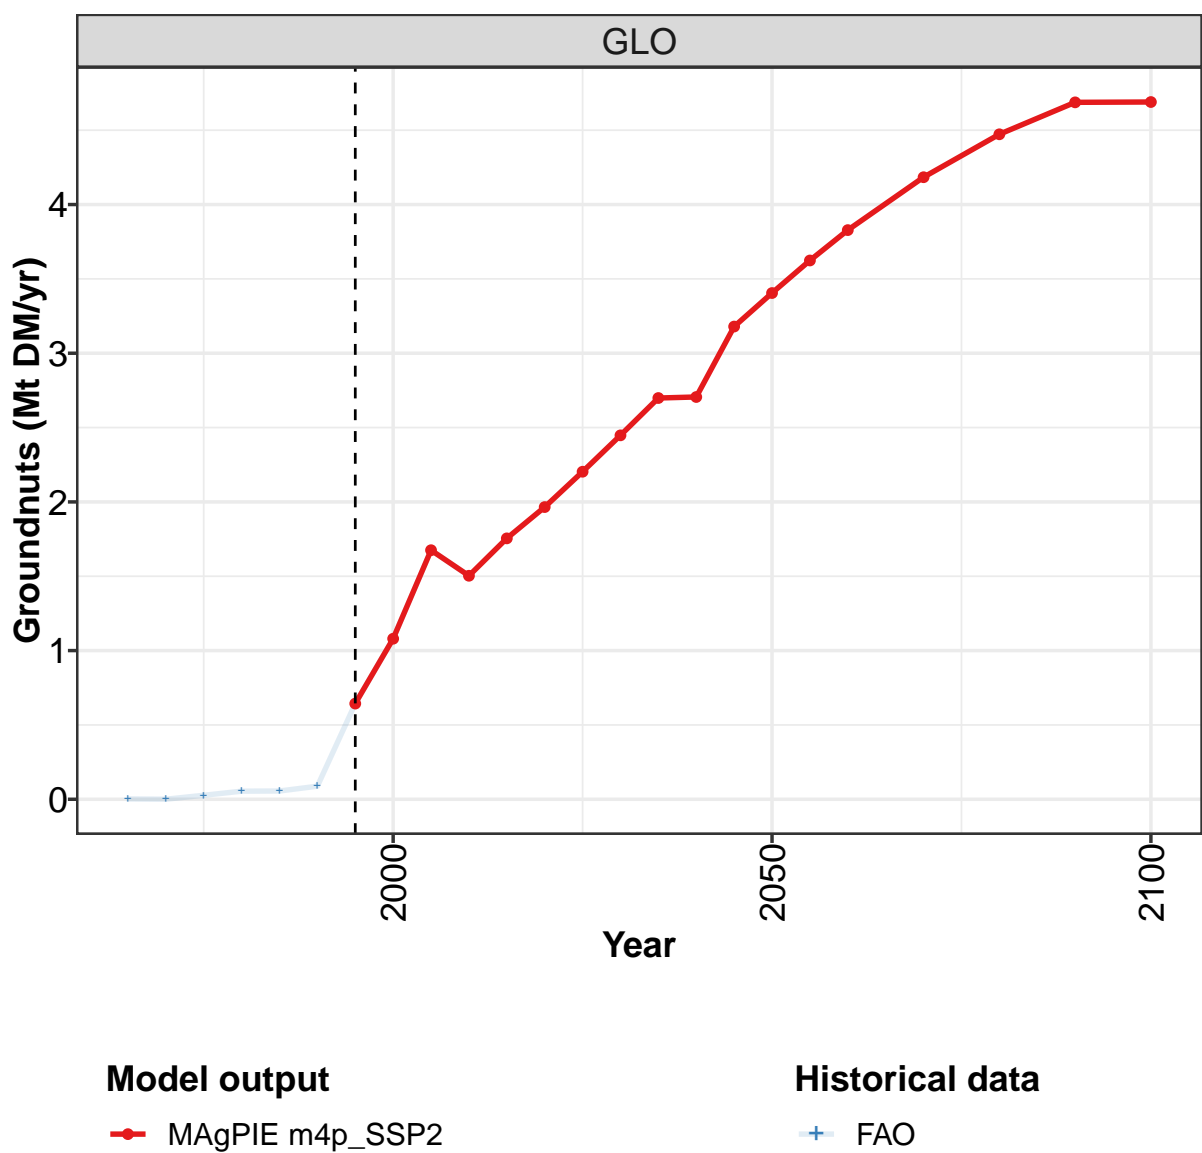 GLO
Groundnuts (Mt DM/yr)
4
3
2
1
0
2000
2050
2100
Year
Model output
Historical data
MAgPIE m4p_SSP2
FAO